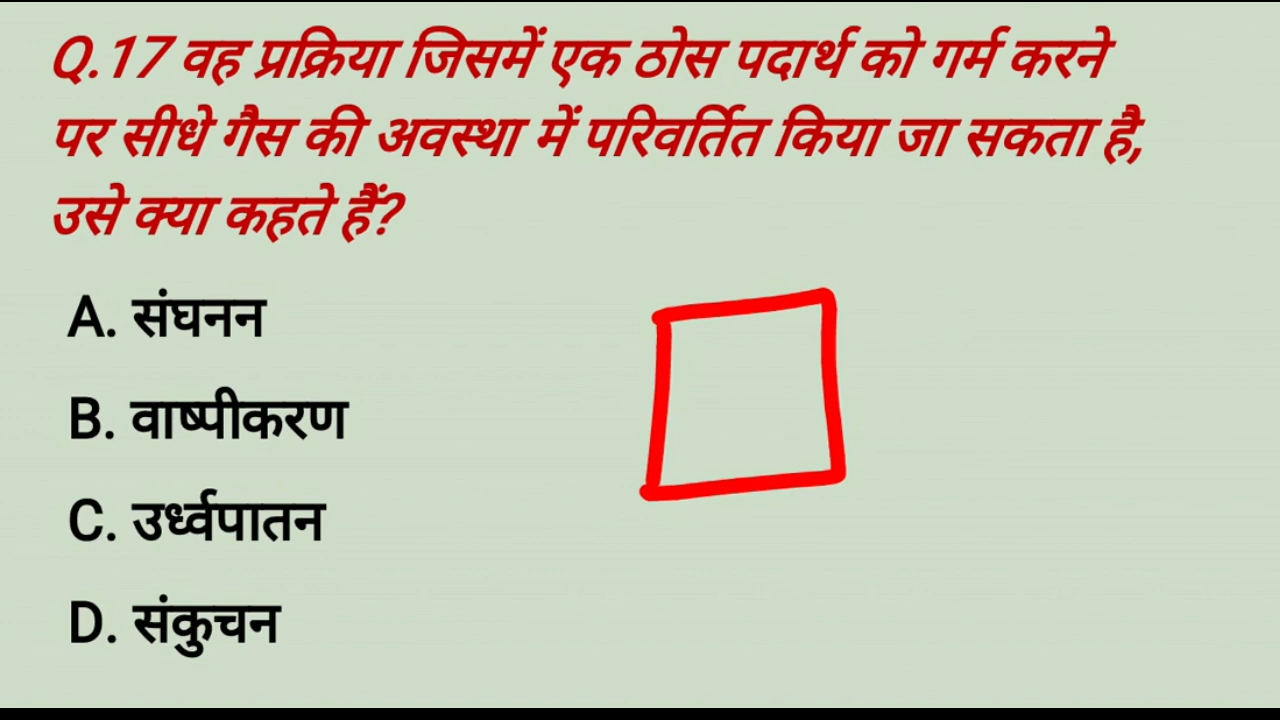 Q.17 वह प्रक्रिया जिसमें एक ठोस पदार्थ को गर्म करने
पर सीधे गैस की अवस्था में परिवर्तित किया जा सकता है,
उसे क्या कहते हैं?
A. संघनन
B. वाष्पीकरण
C. उर्ध्वपातन
D. संकुचन